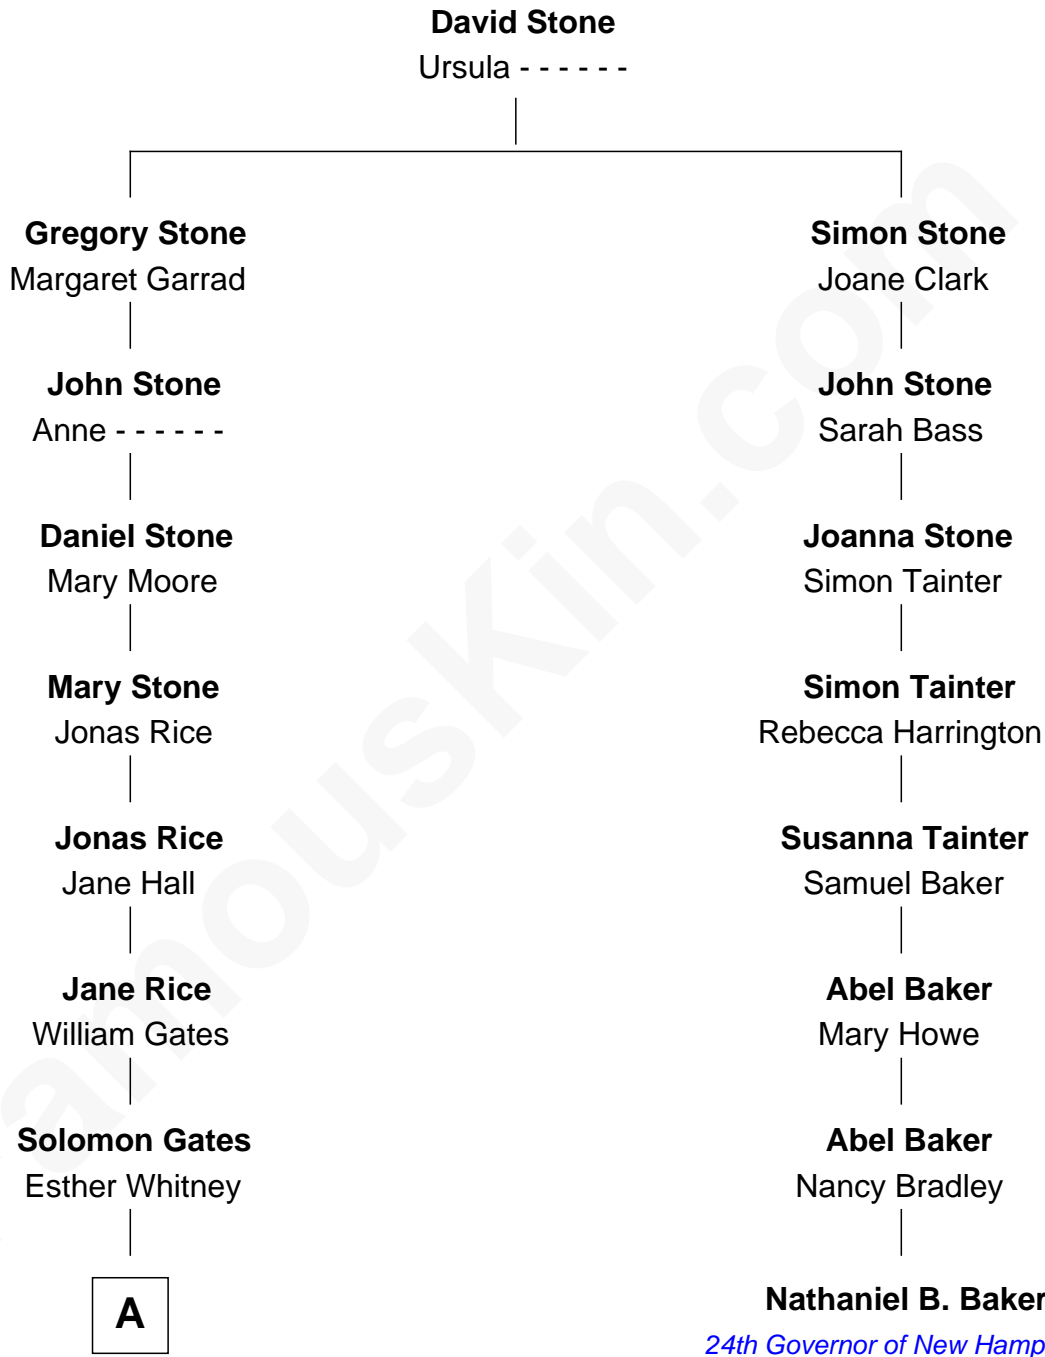 David Stone
Ursula - - - - - -
Gregory Stone
Margaret Garrad
Simon Stone
Joane Clark
John Stone
Anne - - - - - -
John Stone
Sarah Bass
Daniel Stone
Mary Moore
Joanna Stone
Simon Tainter
Mary Stone
Jonas Rice
Simon Tainter
Rebecca Harrington
Jonas Rice
Jane Hall
Susanna Tainter
Samuel Baker
Jane Rice
William Gates
Abel Baker
Mary Howe
Solomon Gates
Esther Whitney
Abel Baker
Nancy Bradley
A
Nathaniel B. Baker
24th Governor of New Hamp
amouskin.com